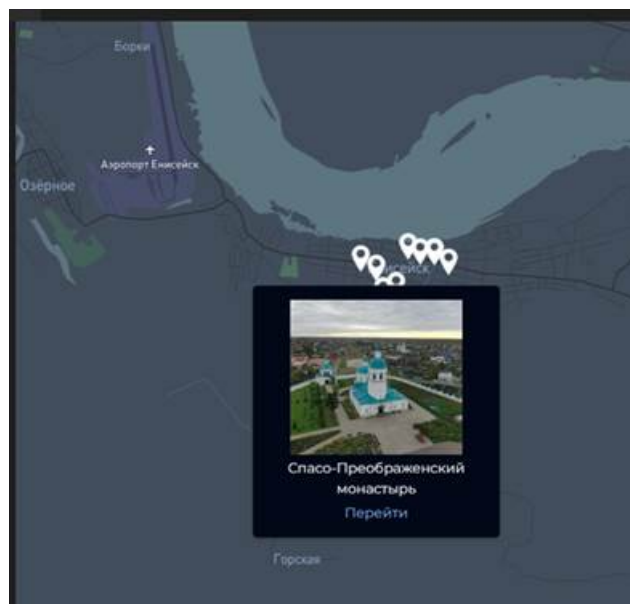 Борки
Аэропорт Енисейск
Озёрное
Спасо-Преображенский
монастырь
Перейти
Горская